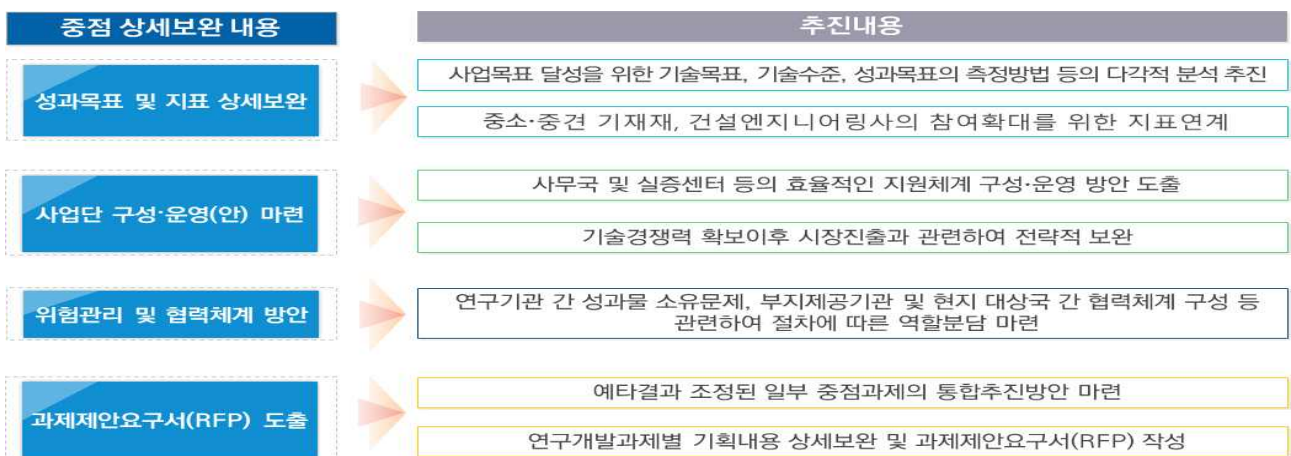 중점 상세보완 내용
추진내용
성과목표 및 지표 상세보완
사업목표 달성을 위한 기술목표, 기술수준, 성과목표의 측정방법 등의 다각적 분석 추진
중소·중견 기재재, 건설엔지니어링사의 참여확대를 위한 지표연계
사업단 구성·운영(안) 마련
사무국 및 실증센터 등의 효율적인 지원체계 구성·운영 방안 도출
기술경쟁력 확보이후 시장진출과 관련하여 전략적 보완
위험관리 및 협력체계 방안
연구기관 간 성과물 소유문제, 부지제공기관 및 현지 대상국 간 협력체계 구성 등
관련하여 절차에 따른 역할분담 마련
과제제안요구서(RFP) 도출
예타결과 조정된 일부 중점과제의 통합추진방안 마련
연구개발과제별 기획내용 상세보완 및 과제제안요구서(RFP) 작성